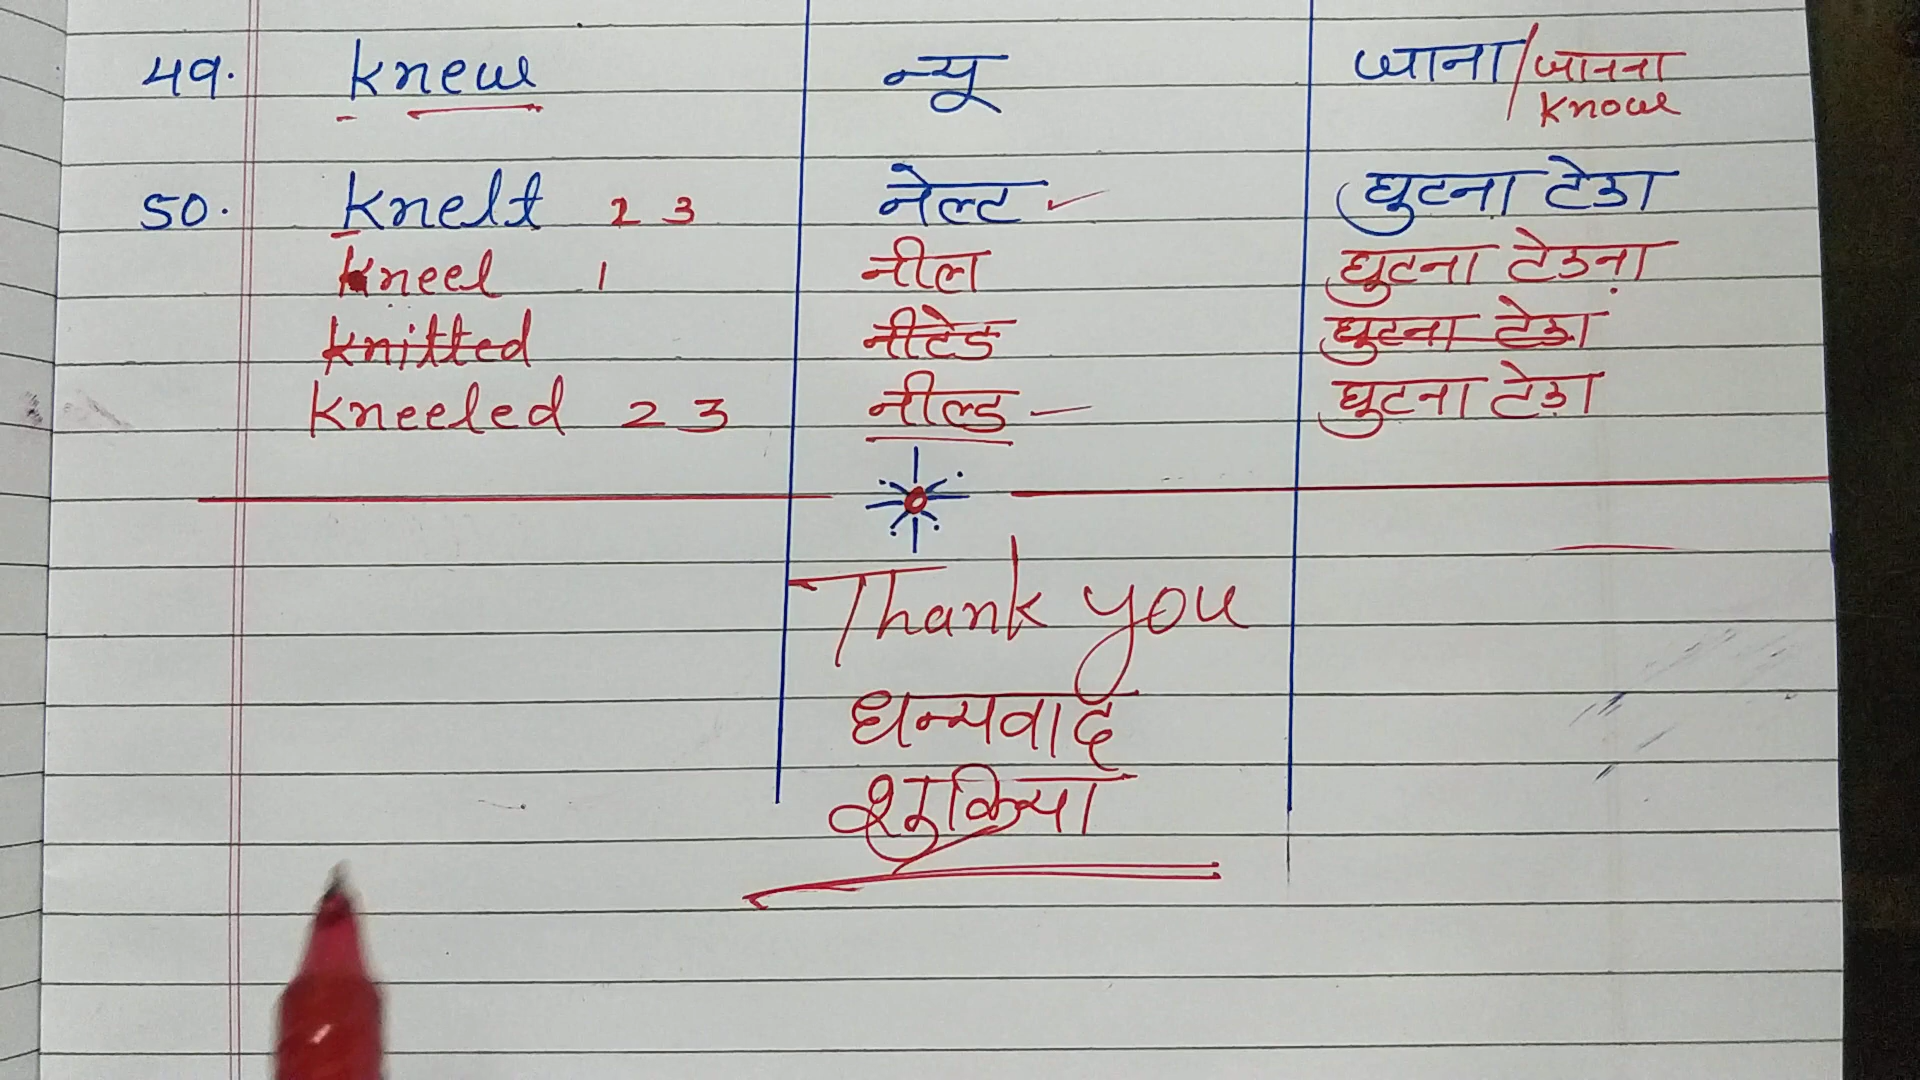 49. knew न्यू जाना/जानना
know
50. knelt 2 3 नेल्ट घुटना टेका
kneel 1 नील घुटना टेकना
knitted नीटेड घुटना टेका
kneeled 2 3 नील्ड घुटना टेका
Thank you
धन्यवाद
शुक्रिया